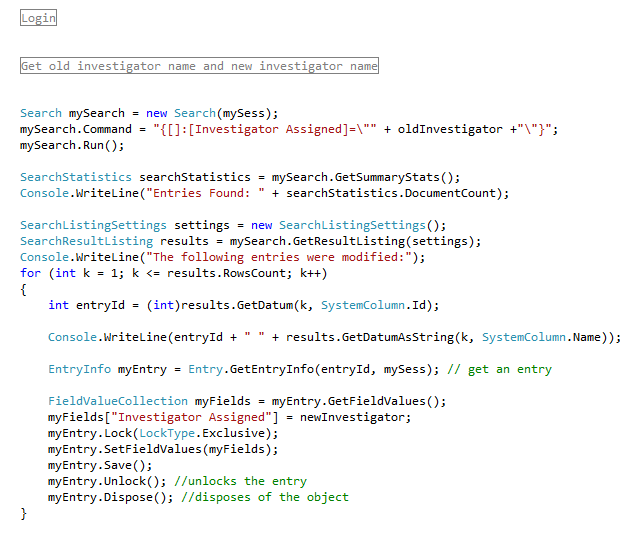 Login
Get old investigator name and new investigator name
Search mySearch = new Search(mySess);
mySearch.Command = "{[]:[Investigator Assigned]=\"" + oldInvestigator +"\"}";
mySearch.Run();
SearchStatistics searchStatistics = mySearch.GetSummaryStats();
Console.WriteLine("Entries Found: " + searchStatistics.DocumentCount);
SearchListingSettings settings = new SearchListingSettings();
SearchResultListing results = mySearch.GetResultListing(settings);
Console.WriteLine("The following entries were modified:");
for (int k = 1; k <= results.RowsCount; k++)
{
    int entryId = (int)results.GetDatum(k, SystemColumn.Id);
    Console.WriteLine(entryId + " " + results.GetDatumAsString(k, SystemColumn.Name));
    EntryInfo myEntry = Entry.GetEntryInfo(entryId, mySess); // get an entry
    FieldValueCollection myFields = myEntry.GetFieldValues();
    myFields["Investigator Assigned"] = newInvestigator;
    myEntry.Lock(LockType.Exclusive);
    myEntry.SetFieldValues(myFields);
    myEntry.Save();
    myEntry.Unlock(); //unlocks the entry
    myEntry.Dispose(); //disposes of the object
}